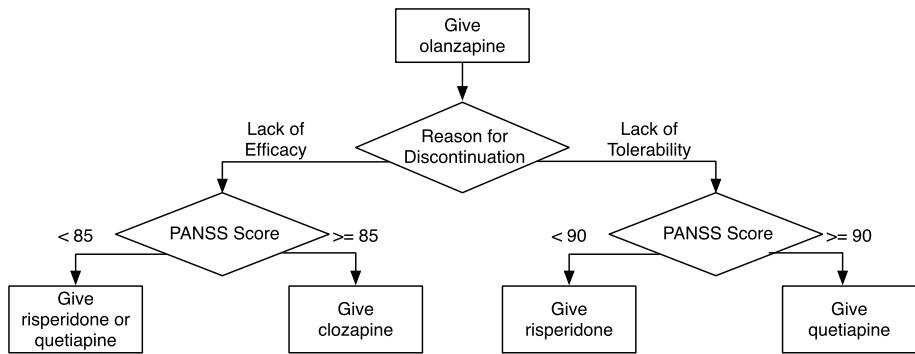 Give
olanzapine
Reason for
Discontinuation
Lack of
Efficacy
Lack of
Tolerability
PANSS Score
< 85
>= 85
PANSS Score
< 90
>= 90
Give
risperidone or
quetiapine
Give
clozapine
Give
risperidone
Give
quetiapine